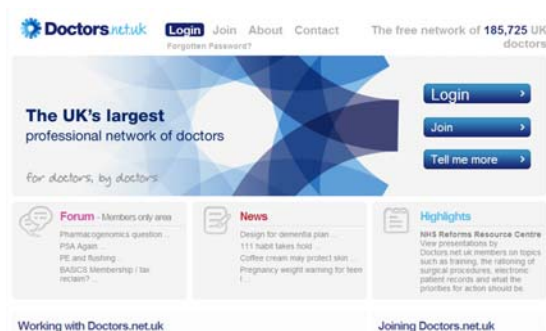 Doctors.net.uk Login Join About Contact The free network of 185,725 UK
Forgotten Password? doctors
The UK's largest
professional network of doctors
for doctors, by doctors
Login
Join
Tell me more
Forum - Members only area
Pharmacogenomics question ...
PSA Again ...
PE and flushing ...
BASICS Membership / tax
reclaim? ...
News
Design for dementia plan ...
111 habit takes hold ...
Coffee cream may protect skin ...
Pregnancy weight warning for teen
Highlights
NHS Reforms Resource Centre
View presentations by
Doctors.net.uk members on topics
such as training, the rationing of
surgical procedures, electronic
patient records and what the
priorities for action should be.
Working with Doctors.net.uk
Joining Doctors.net.uk